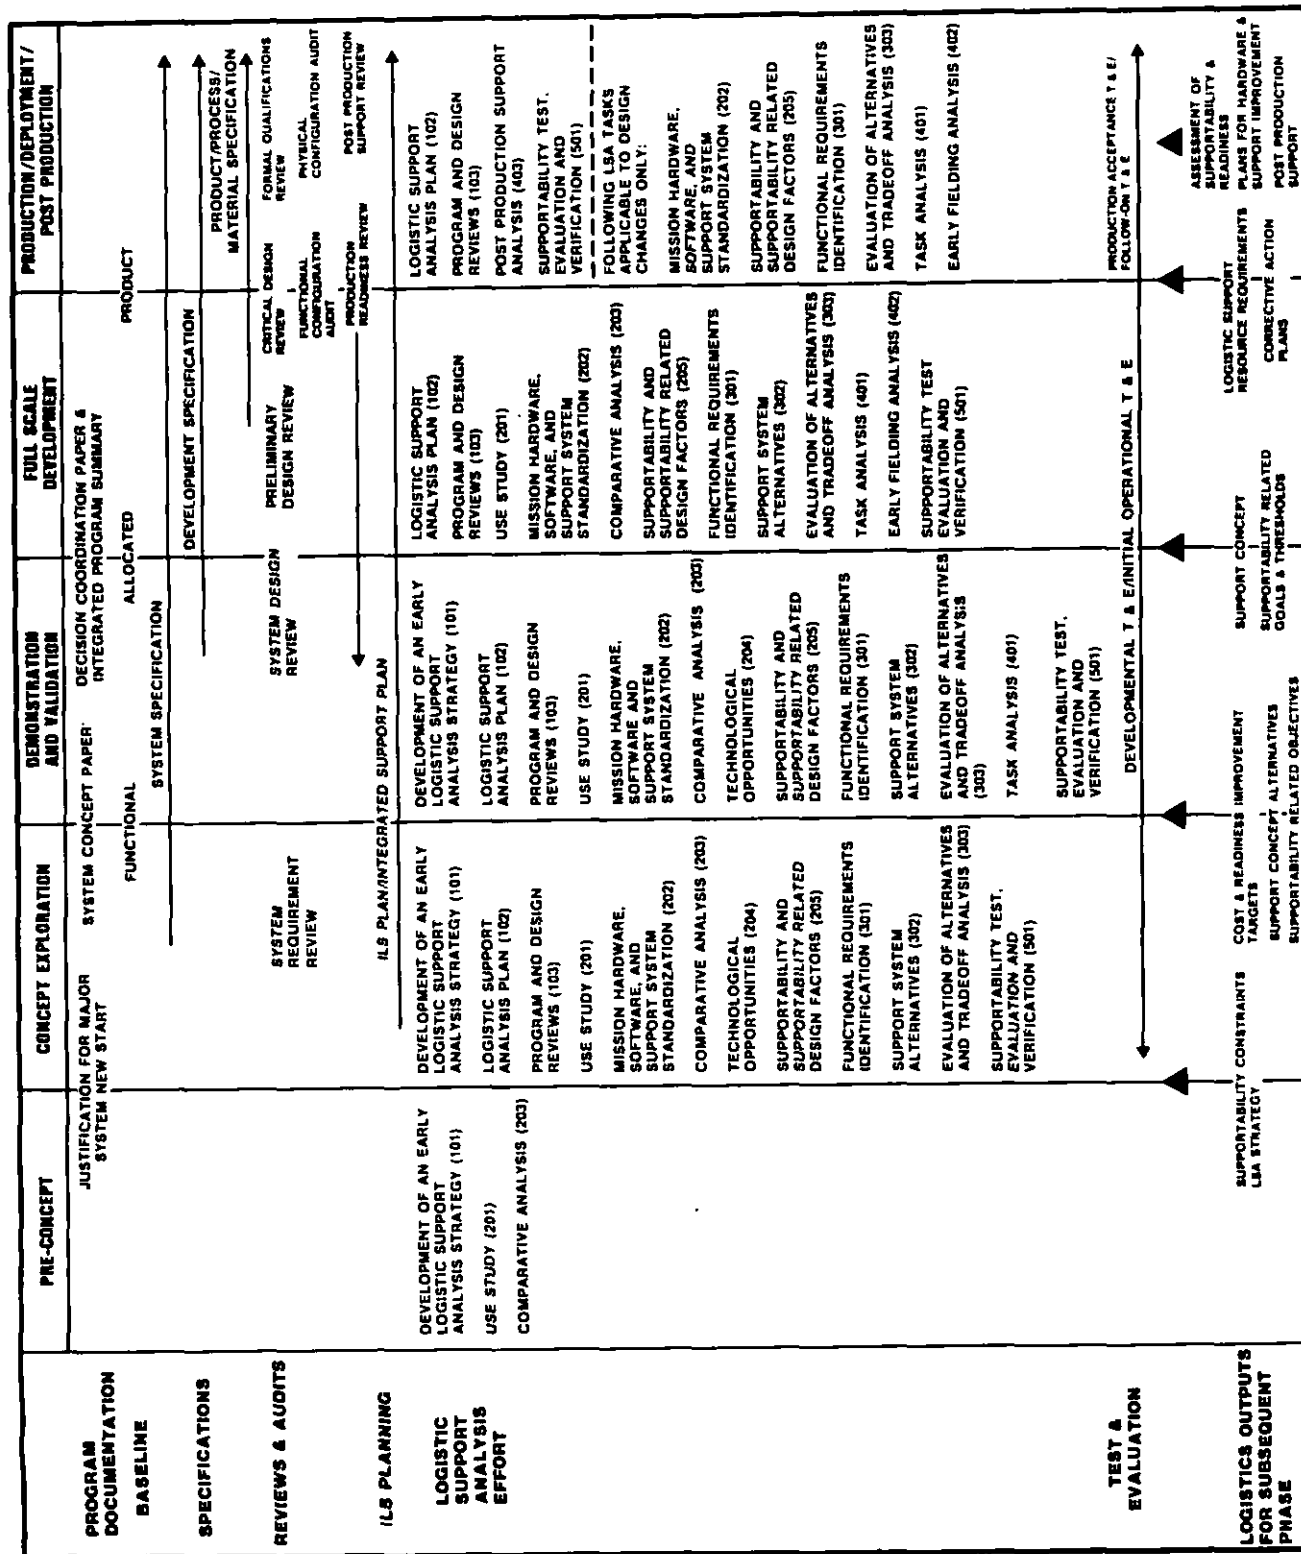 PRE-CONCEPT
CONCEPT EXPLORATION
DEMONSTRATION
AND VALIDATION
FULL SCALE
DEVELOPMENT
PRODUCTION/DEPLOYMENT/
POST PRODUCTION
PROGRAM
DOCUMENTATION
JUSTIFICATION FOR MAJOR
SYSTEM NEW START
SYSTEM CONCEPT PAPER
DECISION COORDINATION PAPER &
INTEGRATED PROGRAM SUMMARY
BASELINE
FUNCTIONAL
ALLOCATED
PRODUCT
SPECIFICATIONS
SYSTEM SPECIFICATION
DEVELOPMENT SPECIFICATION
PRODUCT/PROCESS/
MATERIAL SPECIFICATION
REVIEWS & AUDITS
SYSTEM
REQUIREMENT
REVIEW
SYSTEM DESIGN
REVIEW
PRELIMINARY
DESIGN REVIEW
CRITICAL DESIGN
REVIEW
FUNCTIONAL
CONFIGURATION
AUDIT
PRODUCTION
READINESS REVIEW
FORMAL QUALIFICATIONS
REVIEW
PHYSICAL
CONFIGURATION AUDIT
POST PRODUCTION
SUPPORT REVIEW
ILS PLANNING
ILS PLAN/INTEGRATED SUPPORT PLAN
LOGISTIC
SUPPORT
ANALYSIS
EFFORT
DEVELOPMENT OF AN EARLY
LOGISTIC SUPPORT
ANALYSIS STRATEGY (101)
USE STUDY (201)
COMPARATIVE ANALYSIS (203)
DEVELOPMENT OF AN EARLY
LOGISTIC SUPPORT
ANALYSIS STRATEGY (101)
LOGISTIC SUPPORT
ANALYSIS PLAN (102)
PROGRAM AND DESIGN
REVIEWS (103)
USE STUDY (201)
MISSION HARDWARE,
SOFTWARE, AND
SUPPORT SYSTEM
STANDARDIZATION (202)
COMPARATIVE ANALYSIS (203)
TECHNOLOGICAL
OPPORTUNITIES (204)
SUPPORTABILITY AND
SUPPORTABILITY RELATED
DESIGN FACTORS (205)
FUNCTIONAL REQUIREMENTS
IDENTIFICATION (301)
SUPPORT SYSTEM
ALTERNATIVES (302)
EVALUATION OF ALTERNATIVES
AND TRADEOFF ANALYSIS (303)
SUPPORTABILITY TEST,
EVALUATION AND
VERIFICATION (501)
DEVELOPMENT OF AN EARLY
LOGISTIC SUPPORT
ANALYSIS STRATEGY (101)
LOGISTIC SUPPORT
ANALYSIS PLAN (102)
PROGRAM AND DESIGN
REVIEWS (103)
USE STUDY (201)
MISSION HARDWARE,
SOFTWARE AND
SUPPORT SYSTEM
STANDARDIZATION (202)
COMPARATIVE ANALYSIS (203)
TECHNOLOGICAL
OPPORTUNITIES (204)
SUPPORTABILITY AND
SUPPORTABILITY RELATED
DESIGN FACTORS (205)
FUNCTIONAL REQUIREMENTS
IDENTIFICATION (301)
SUPPORT SYSTEM
ALTERNATIVES (302)
EVALUATION OF ALTERNATIVES
AND TRADEOFF ANALYSIS
(303)
TASK ANALYSIS (401)
SUPPORTABILITY TEST,
EVALUATION AND
VERIFICATION (501)
LOGISTIC SUPPORT
ANALYSIS PLAN (102)
PROGRAM AND DESIGN
REVIEWS (103)
USE STUDY (201)
MISSION HARDWARE,
SOFTWARE, AND
SUPPORT SYSTEM
STANDARDIZATION (202)
COMPARATIVE ANALYSIS (203)
SUPPORTABILITY AND
SUPPORTABILITY RELATED
DESIGN FACTORS (205)
FUNCTIONAL REQUIREMENTS
IDENTIFICATION (301)
SUPPORT SYSTEM
ALTERNATIVES (302)
EVALUATION OF ALTERNATIVES
AND TRADEOFF ANALYSIS (303)
TASK ANALYSIS (401)
EARLY FIELDING ANALYSIS (402)
SUPPORTABILITY TEST
EVALUATION AND
VERIFICATION (501)
LOGISTIC SUPPORT
ANALYSIS PLAN (102)
PROGRAM AND DESIGN
REVIEWS (103)
POST PRODUCTION SUPPORT
ANALYSIS (403)
SUPPORTABILITY TEST,
EVALUATION AND
VERIFICATION (501)
FOLLOWING LSA TASKS
APPLICABLE TO DESIGN
CHANGES ONLY:
MISSION HARDWARE,
SOFTWARE, AND
SUPPORT SYSTEM
STANDARDIZATION (202)
SUPPORTABILITY AND
SUPPORTABILITY RELATED
DESIGN FACTORS (205)
FUNCTIONAL REQUIREMENTS
IDENTIFICATION (301)
EVALUATION OF ALTERNATIVES
AND TRADEOFF ANALYSIS (303)
TASK ANALYSIS (401)
EARLY FIELDING ANALYSIS (402)
TEST &
EVALUATION
DEVELOPMENTAL T & E/INITIAL OPERATIONAL T & E
PRODUCTION ACCEPTANCE T & E/
FOLLOW-ON T & E
LOGISTICS OUTPUTS
FOR SUBSEQUENT
PHASE
SUPPORTABILITY CONSTRAINTS
LSA STRATEGY
COST & READINESS IMPROVEMENT
TARGETS
SUPPORT CONCEPT ALTERNATIVES
SUPPORTABILITY RELATED OBJECTIVES
SUPPORT CONCEPT
SUPPORTABILITY RELATED
GOALS & THRESHOLDS
LOGISTIC SUPPORT
RESOURCE REQUIREMENTS
CORRECTIVE ACTION
PLANS
ASSESSMENT OF
SUPPORTABILITY &
READINESS
PLANS FOR HARDWARE &
SUPPORT IMPROVEMENT
POST PRODUCTION
SUPPORT